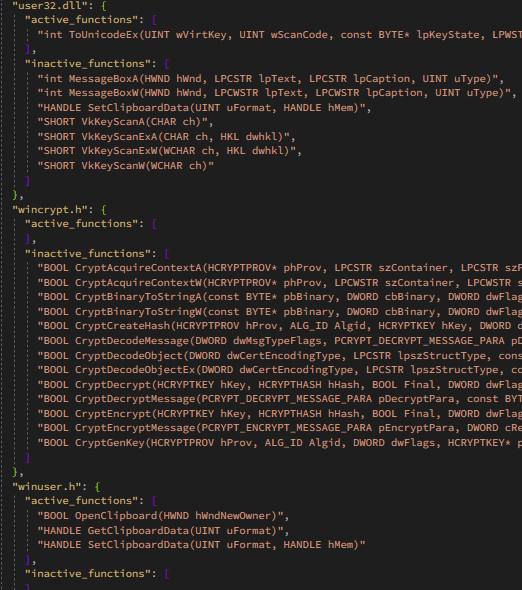 "user32.dll": {
"active_functions": [
"int ToUnicodeEx(UINT wVirtKey, UINT wScanCode, const BYTE* lpKeyState, LPWST
],
"inactive_functions": [
"int MessageBoxA(HWND hWnd, LPCSTR lpText, LPCSTR lpCaption, UINT uType)",
"int MessageBoxW(HWND hWnd, LPCWSTR lpText, LPCWSTR lpCaption, UINT uType)",
"HANDLE SetClipboardData(UINT uFormat, HANDLE hMem)",
"SHORT VkKeyScanA(CHAR ch)",
"SHORT VkKeyScanExA(CHAR ch, HKL dwhkl)",
"SHORT VkKeyScanExW(WCHAR ch, HKL dwhkl)",
"SHORT VkKeyScanW(WCHAR ch)"
]
},
"wincrypt.h": {
"active_functions": [
],
"inactive_functions": [
"BOOL CryptAcquireContextA(HCRYPTPROV* phProv, LPCSTR szContainer, LPCSTR szP
"BOOL CryptAcquireContextW(HCRYPTPROV* phProv, LPCWSTR szContainer, LPCWSTR
"BOOL CryptBinaryToStringA(const BYTE* pbBinary, DWORD cbBinary, DWORD dwFlag
"BOOL CryptBinaryToStringW(const BYTE* pbBinary, DWORD cbBinary, DWORD dwFlag
"BOOL CryptCreateHash(HCRYPTPROV hProv, ALG_ID Algid, HCRYPTKEY hKey, DWORD d
"BOOL CryptDecodeMessage(DWORD dwMsgTypeFlags, PCRYPT_DECRYPT_MESSAGE_PARA pD
"BOOL CryptDecodeObject(DWORD dwCertEncodingType, LPCSTR lpszStructType, cons
"BOOL CryptDecodeObjectEx(DWORD dwCertEncodingType, LPCSTR lpszStructType, co
"BOOL CryptDecrypt(HCRYPTKEY hKey, HCRYPTHASH hHash, BOOL Final, DWORD dwFlag
"BOOL CryptDecryptMessage(PCRYPT_DECRYPT_MESSAGE_PARA pDecryptPara, const BYT
"BOOL CryptEncrypt(HCRYPTKEY hKey, HCRYPTHASH hHash, BOOL Final, DWORD dwFlag
"BOOL CryptEncryptMessage(PCRYPT_ENCRYPT_MESSAGE_PARA pEncryptPara, DWORD cRe
"BOOL CryptGenKey(HCRYPTPROV hProv, ALG_ID Algid, DWORD dwFlags, HCRYPTKEY* p
]
},
"winuser.h": {
"active_functions": [
"BOOL OpenClipboard(HWND hWndNewOwner)",
"HANDLE GetClipboardData(UINT uFormat)",
"HANDLE SetClipboardData(UINT uFormat, HANDLE hMem)"
],
"inactive_functions": [
]